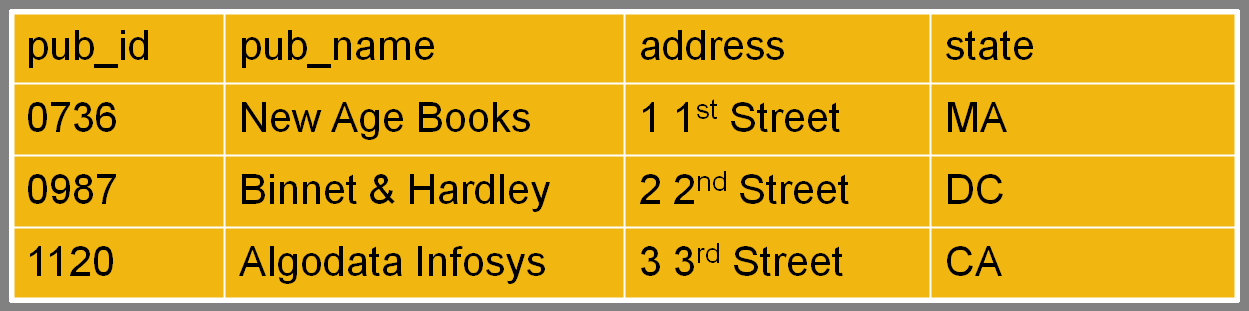 pub_id pub_name address state
0736 New Age Books 1 1st Street MA
0987 Binnet & Hardley 2 2nd Street DC
1120 Algodata Infosys 3 3rd Street CA